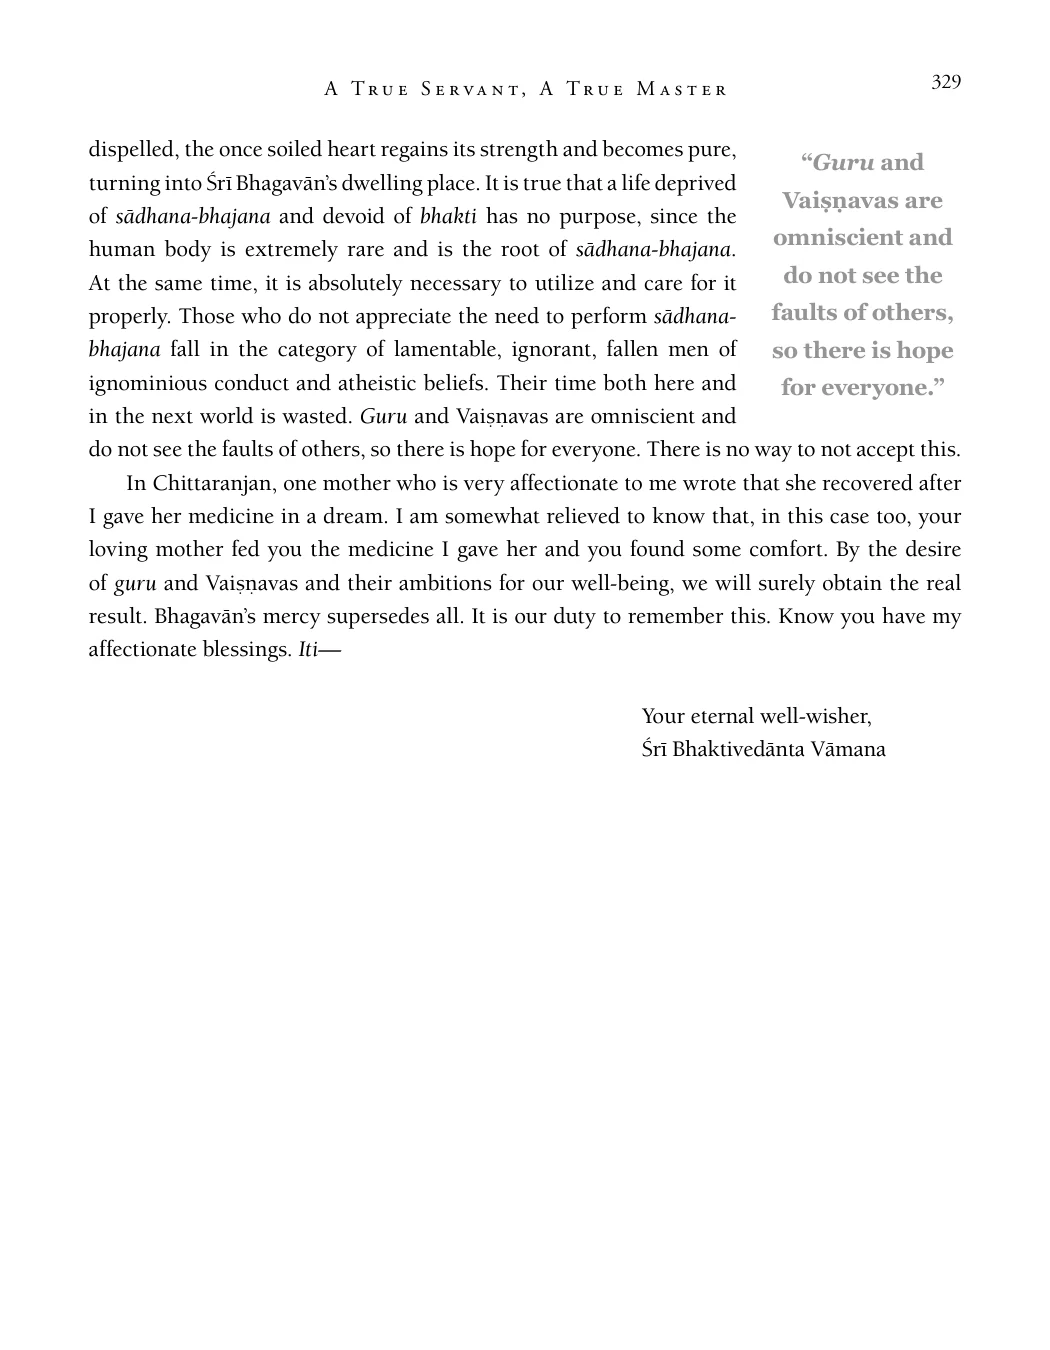 A True Servant, A True Master
329
dispelled, the once soiled heart regains its strength and becomes pure,
turning into Śrī Bhagavān’s dwelling place. It is true that a life deprived
of sādhana-bhajana and devoid of bhakti has no purpose, since the
human body is extremely rare and is the root of sādhana-bhajana.
At the same time, it is absolutely necessary to utilize and care for it
properly. Those who do not appreciate the need to perform sādhana-
bhajana fall in the category of lamentable, ignorant, fallen men of
ignominious conduct and atheistic beliefs. Their time both here and
in the next world is wasted. Guru and Vaiṣṇavas are omniscient and
do not see the faults of others, so there is hope for everyone. There is no way to not accept this.
“Guru and
Vaiṣṇavas are
omniscient and
do not see the
faults of others,
so there is hope
for everyone.”
In Chittaranjan, one mother who is very affectionate to me wrote that she recovered after
I gave her medicine in a dream. I am somewhat relieved to know that, in this case too, your
loving mother fed you the medicine I gave her and you found some comfort. By the desire
of guru and Vaiṣṇavas and their ambitions for our well-being, we will surely obtain the real
result. Bhagavān’s mercy supersedes all. It is our duty to remember this. Know you have my
affectionate blessings. Iti—
Your eternal well-wisher,
Śrī Bhaktivedānta Vāmana